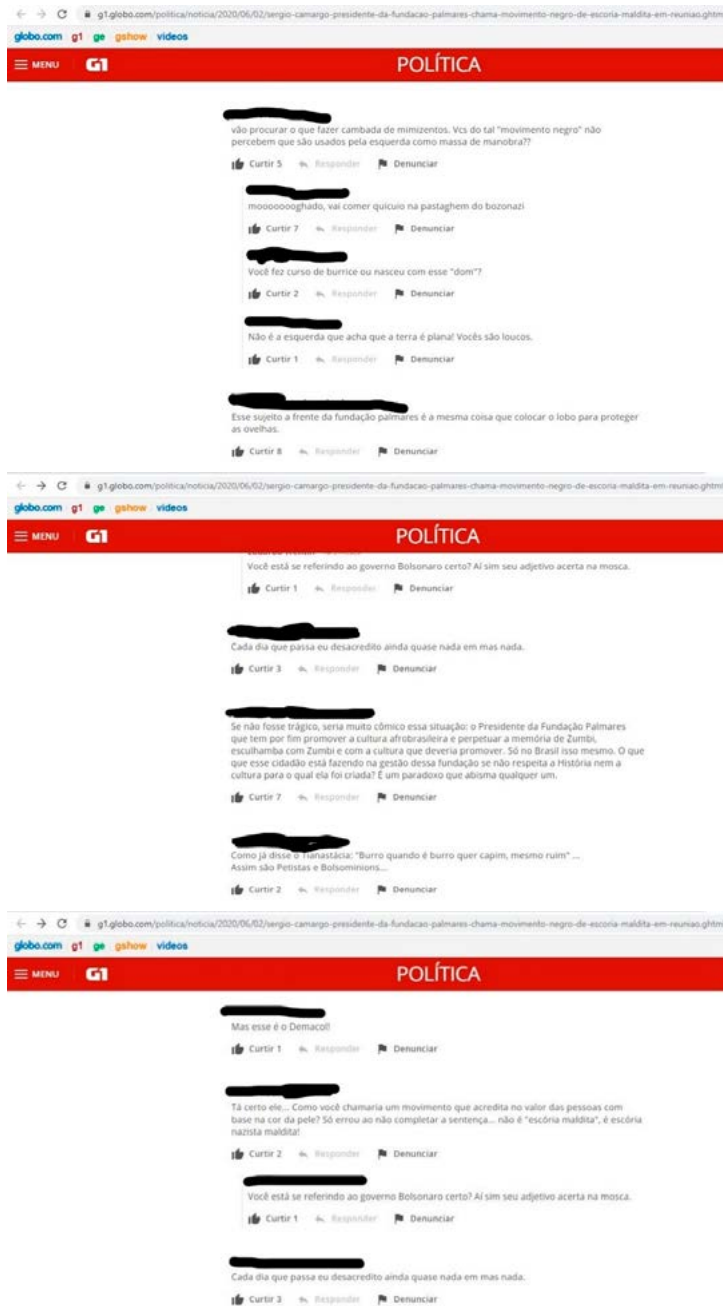 g1.globo.com/politica/noticia/2020/06/02/sergio-camargo-presidente-da-fundacao-palmares-chama-movimento-negro-de-escoria-maldita-em-reuniao.ghtm
globo.com g1 ge gshow videos
MENU G1 POLÍTICA
vão procurar o que fazer cambada de mimizentos. Vcs do tal "movimento negro" não
percebem que são usados pela esquerda como massa de manobra??
Curtir 5 Responder Denunciar
moooooooghado, vai comer quicuio na pastaghem do bozonazi
Curtir 7 Responder Denunciar
Você fez curso de burrice ou nasceu com esse "dom"?
Curtir 2 Responder Denunciar
Não é a esquerda que acha que a terra é plana! Vocês são loucos.
Curtir 1 Responder Denunciar
Esse sujeito a frente da fundação palmares é a mesma coisa que colocar o lobo para proteger
as ovelhas.
Curtir 8 Responder Denunciar
g1.globo.com/politica/noticia/2020/06/02/sergio-camargo-presidente-da-fundacao-palmares-chama-movimento-negro-de-escoria-maldita-em-reuniao.ghtm
globo.com g1 ge gshow videos
MENU G1 POLÍTICA
Você está se referindo ao governo Bolsonaro certo? Aí sim seu adjetivo acerta na mosca.
Curtir 1 Responder Denunciar
Cada dia que passa eu desacredito ainda quase nada em mas nada.
Curtir 3 Responder Denunciar
Se não fosse trágico, seria muito cômico essa situação: o Presidente da Fundação Palmares
que tem por fim promover a cultura afrobrasileira e perpetuar a memória de Zumbi,
esculhamba com Zumbi e com a cultura que deveria promover. Só no Brasil isso mesmo. O que
que esse cidadão está fazendo na gestão dessa fundação se não respeita a História nem a
cultura para o qual ela foi criada? É um paradoxo que abisma qualquer um.
Curtir 7 Responder Denunciar
Como já disse o Tianastácia: "Burro quando é burro quer capim, mesmo ruim" ...
Assim são Petistas e Bolsominions...
Curtir 2 Responder Denunciar
g1.globo.com/politica/noticia/2020/06/02/sergio-camargo-presidente-da-fundacao-palmares-chama-movimento-negro-de-escoria-maldita-em-reuniao.ghtm
globo.com g1 ge gshow videos
MENU G1 POLÍTICA
Mas esse é o Demacol!
Curtir 1 Responder Denunciar
Tá certo ele... Como você chamaria um movimento que acredita no valor das pessoas com
base na cor da pele? Só errou ao não completar a sentença... não é "escória maldita", é escória
nazista maldita!
Curtir 2 Responder Denunciar
Você está se referindo ao governo Bolsonaro certo? Aí sim seu adjetivo acerta na mosca.
Curtir 1 Responder Denunciar
Cada dia que passa eu desacredito ainda quase nada em mas nada.
Curtir 3 Responder Denunciar